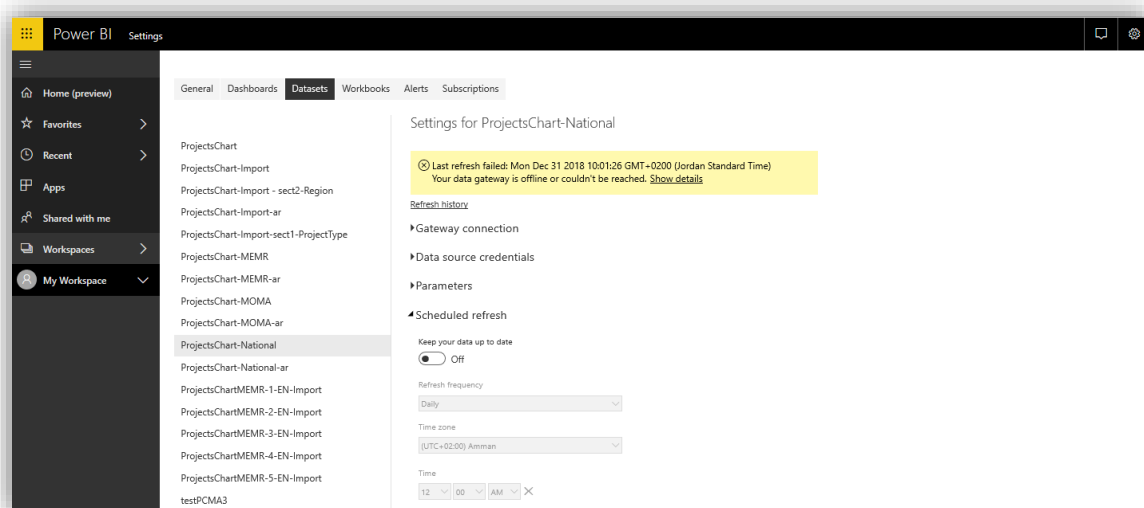 Power BI Settings
Home (preview)
Favorites
Recent
Apps
Shared with me
Workspaces
My Workspace
General Dashboards Datasets Workbooks Alerts Subscriptions
ProjectsChart
ProjectsChart-Import
ProjectsChart-Import - sect2-Region
ProjectsChart-Import-ar
ProjectsChart-Import-sect1-ProjectType
ProjectsChart-MEMR
ProjectsChart-MEMR-ar
ProjectsChart-MOMA
ProjectsChart-MOMA-ar
ProjectsChart-National
ProjectsChart-National-ar
ProjectsChartMEMR-1-EN-Import
ProjectsChartMEMR-2-EN-Import
ProjectsChartMEMR-3-EN-Import
ProjectsChartMEMR-4-EN-Import
ProjectsChartMEMR-5-EN-Import
testPCMA3
Settings for ProjectsChart-National
Last refresh failed: Mon Dec 31 2018 10:01:26 GMT+0200 (Jordan Standard Time)
Your data gateway is offline or couldn't be reached. Show details
Refresh history
Gateway connection
Data source credentials
Parameters
Scheduled refresh
Keep your data up to date
Off
Refresh frequency
Daily
Time zone
(UTC+02:00) Amman
Time
12 00 AM